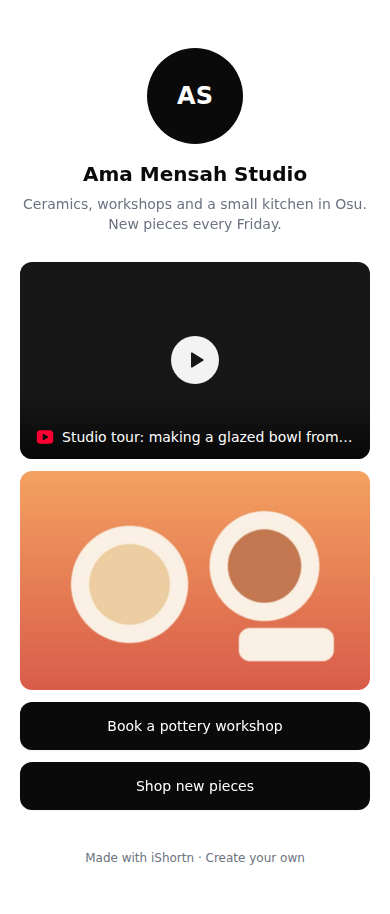 AS
Ama Mensah Studio
Ceramics, workshops and a small kitchen in Osu.
New pieces every Friday.
Studio tour: making a glazed bowl from...
Book a pottery workshop
Shop new pieces
Made with iShortn · Create your own